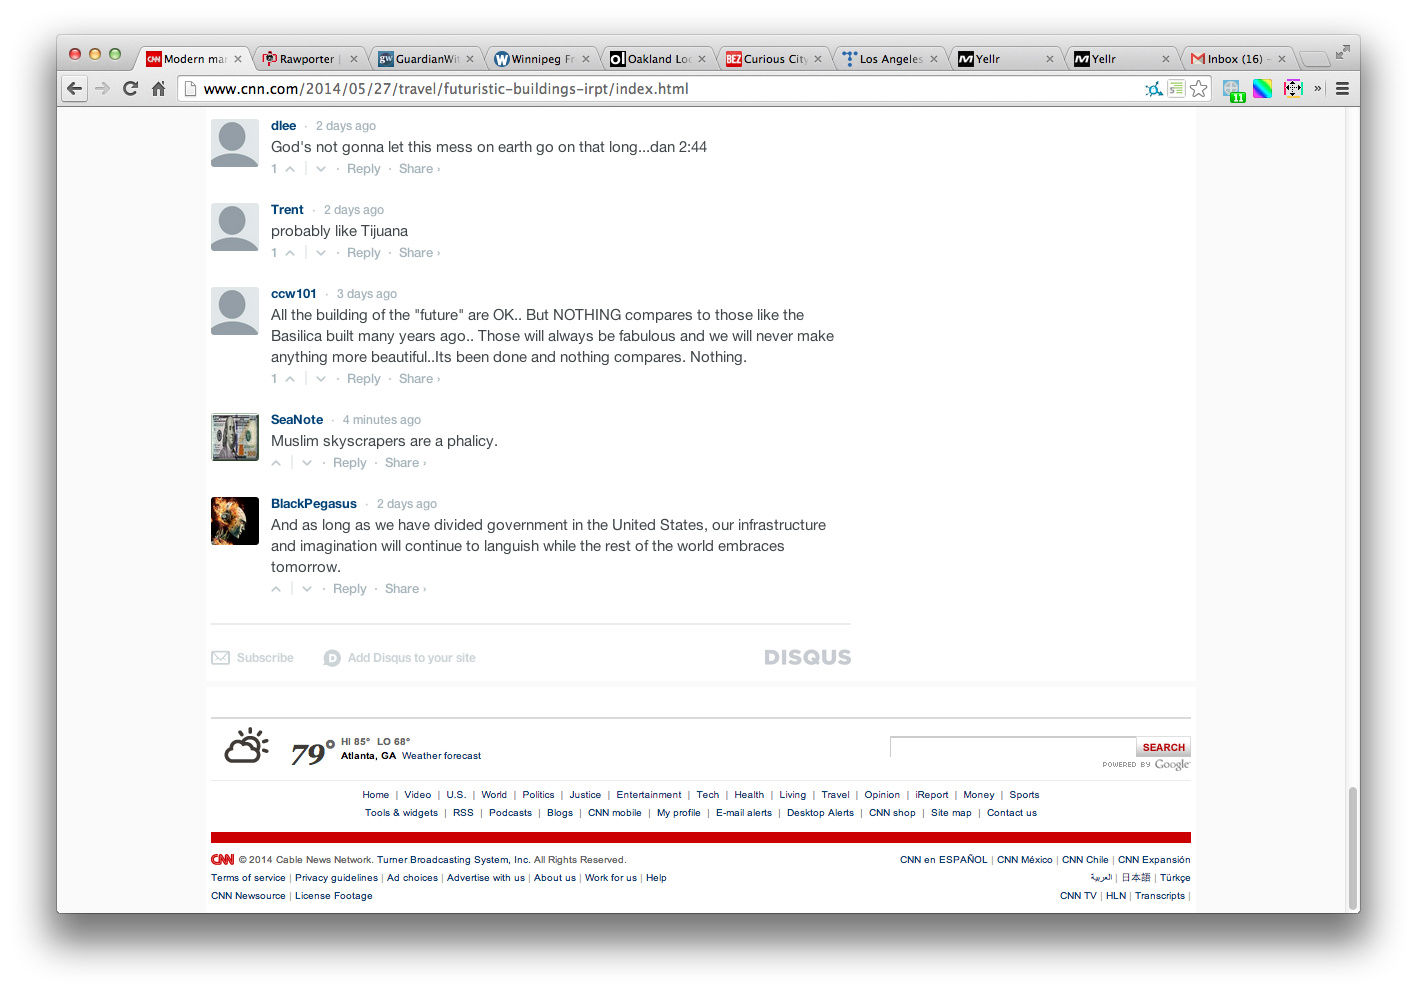 Modern mar
Rawporter |
GuardianWit
Winnipeg Fr
Oakland Loc
BEZ Curious City
Los Angeles
Yellr
Yellr
Inbox (16) –
www.cnn.com/2014/05/27/travel/futuristic-buildings-irpt/index.html
11
»
dlee · 2 days ago
God's not gonna let this mess on earth go on that long...dan 2:44
1 | · Reply · Share ›
Trent · 2 days ago
probably like Tijuana
1 | · Reply · Share ›
ccw101 · 3 days ago
All the building of the "future" are OK.. But NOTHING compares to those like the
Basilica built many years ago.. Those will always be fabulous and we will never make
anything more beautiful..Its been done and nothing compares. Nothing.
1 | · Reply · Share ›
SeaNote · 4 minutes ago
Muslim skyscrapers are a phalicy.
| · Reply · Share ›
BlackPegasus · 2 days ago
And as long as we have divided government in the United States, our infrastructure
and imagination will continue to languish while the rest of the world embraces
tomorrow.
| · Reply · Share ›
Subscribe D Add Disqus to your site DISQUS
79° HI 85° LO 68°
Atlanta, GA Weather forecast
SEARCH
POWERED BY Google
Home | Video | U.S. | World | Politics | Justice | Entertainment | Tech | Health | Living | Travel | Opinion | iReport | Money | Sports
Tools & widgets | RSS | Podcasts | Blogs | CNN mobile | My profile | E-mail alerts | Desktop Alerts | CNN shop | Site map | Contact us
CNN © 2014 Cable News Network. Turner Broadcasting System, Inc. All Rights Reserved.
Terms of service | Privacy guidelines | Ad choices | Advertise with us | About us | Work for us | Help
CNN Newsource | License Footage
CNN en ESPAÑOL | CNN México | CNN Chile | CNN Expansión
العربية | 日本語 | Türkçe
CNN TV | HLN | Transcripts |